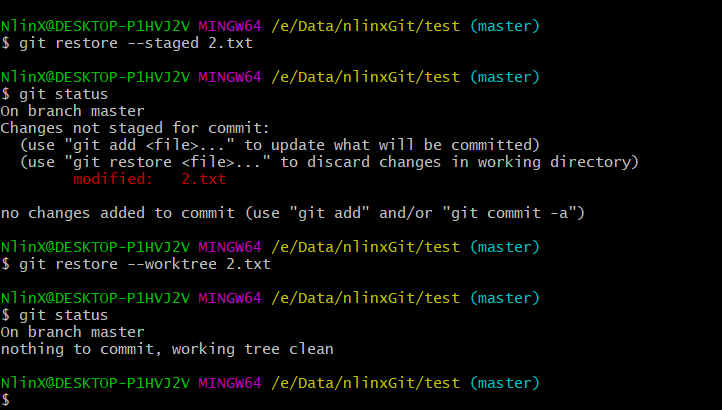 NlinX@DESKTOP-P1HVJ2V MINGW64 /e/Data/nlinxGit/test (master)
$ git restore --staged 2.txt
NlinX@DESKTOP-P1HVJ2V MINGW64 /e/Data/nlinxGit/test (master)
$ git status
On branch master
Changes not staged for commit:
  (use "git add <file>..." to update what will be committed)
  (use "git restore <file>..." to discard changes in working directory)
        modified:   2.txt
no changes added to commit (use "git add" and/or "git commit -a")
NlinX@DESKTOP-P1HVJ2V MINGW64 /e/Data/nlinxGit/test (master)
$ git restore --worktree 2.txt
NlinX@DESKTOP-P1HVJ2V MINGW64 /e/Data/nlinxGit/test (master)
$ git status
On branch master
nothing to commit, working tree clean
NlinX@DESKTOP-P1HVJ2V MINGW64 /e/Data/nlinxGit/test (master)
$